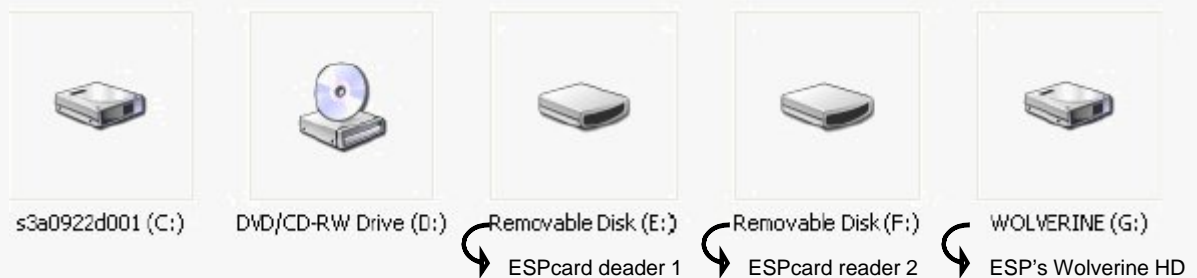 s3a0922d001 (C:)
DVD/CD-RW Drive (D:)
Removable Disk (E:)
Removable Disk (F:)
WOLVERINE (G:)
ESPcard deader 1
ESPcard reader 2
ESP's Wolverine HD